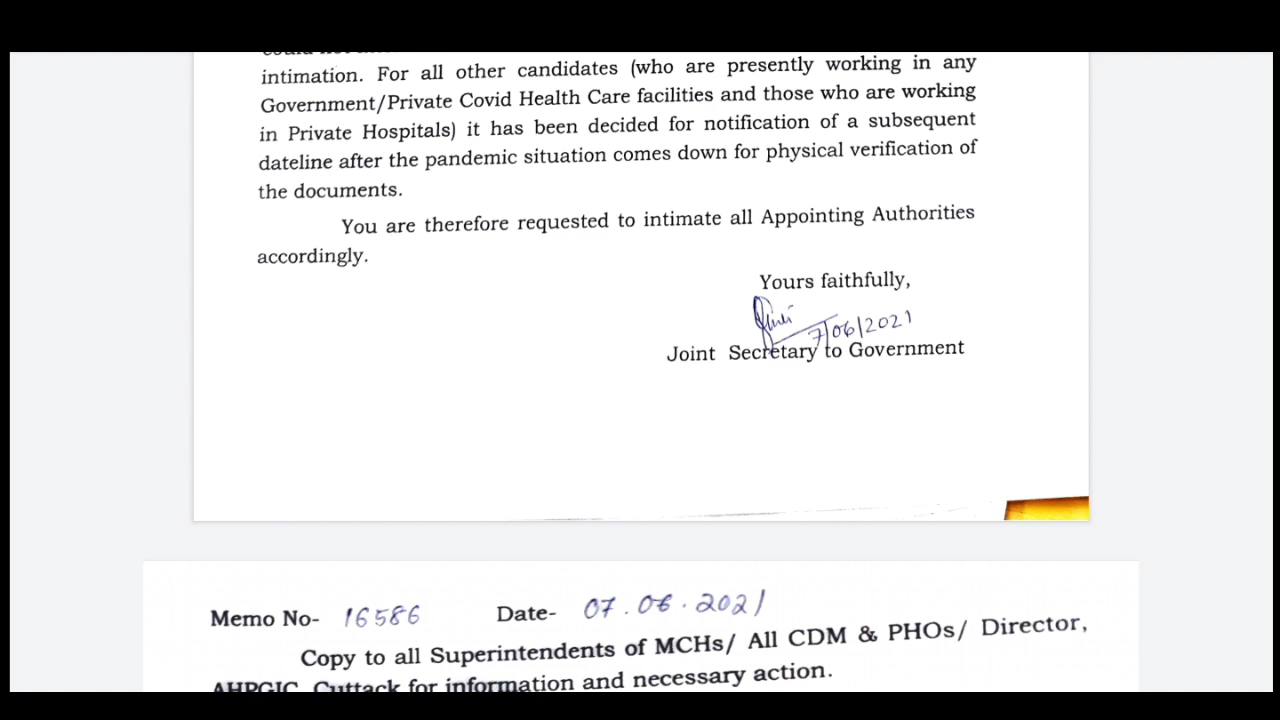 intimation. For all other candidates (who are presently working in any
Government/Private Covid Health Care facilities and those who are working
in Private Hospitals) it has been decided for notification of a subsequent
dateline after the pandemic situation comes down for physical verification of
the documents.
You are therefore requested to intimate all Appointing Authorities
accordingly.
Yours faithfully,
7/06/2021
Joint Secretary to Government
Memo No- 16586 Date- 07.06.2021
Copy to all Superintendents of MCHs/ All CDM & PHOs/ Director,
AHPGIC, Cuttack for information and necessary action.